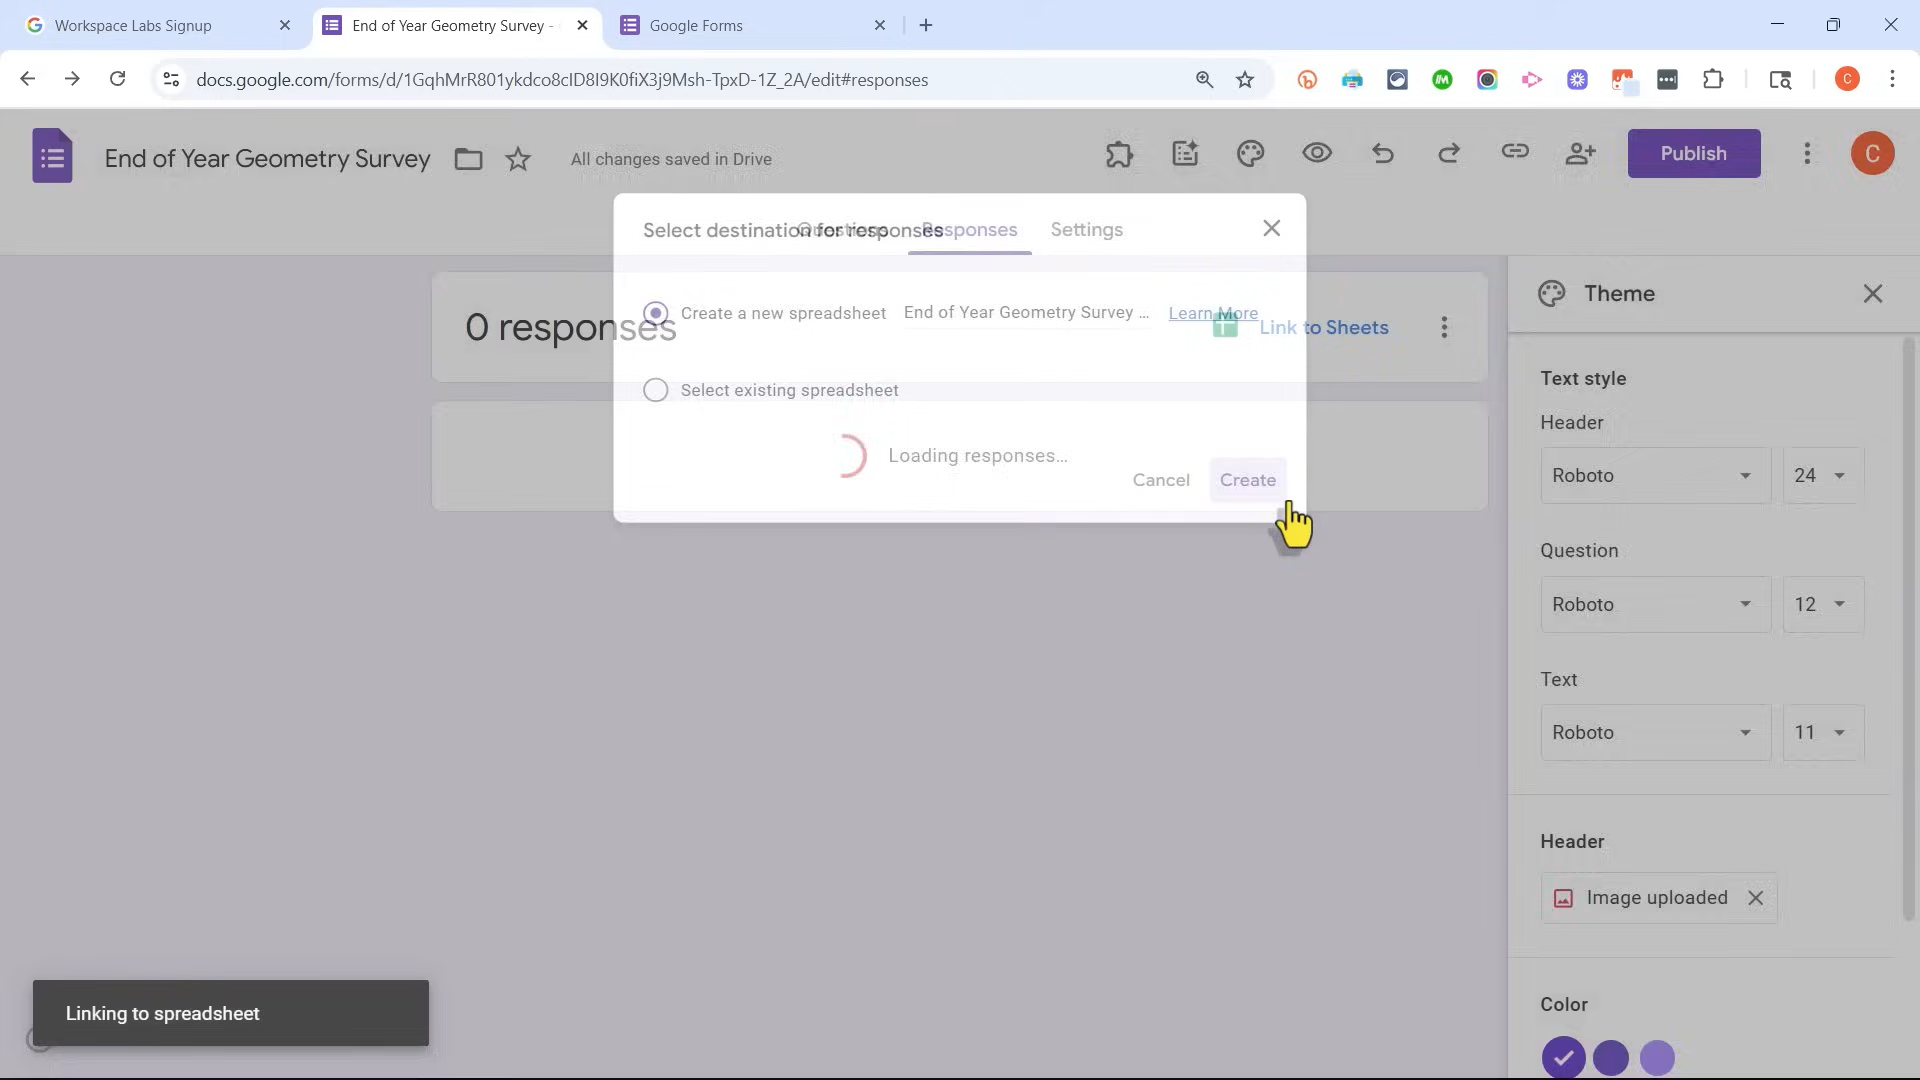 Workspace Labs Signup
End of Year Geometry Survey -
Google Forms
docs.google.com/forms/d/1GqhMrR801ykdco8cID8I9K0fiX3j9Msh-TpxD-1Z_2A/edit#responses
C
End of Year Geometry Survey
All changes saved in Drive
Publish
C
Select destination for responses
Questions
Responses
Settings
Create a new spreadsheet
End of Year Geometry Survey ...
Learn More
0 responses
Link to Sheets
Select existing spreadsheet
Loading responses...
Cancel
Create
Theme
Text style
Header
Roboto
24
Question
Roboto
12
Text
Roboto
11
Header
Image uploaded
Color
Linking to spreadsheet